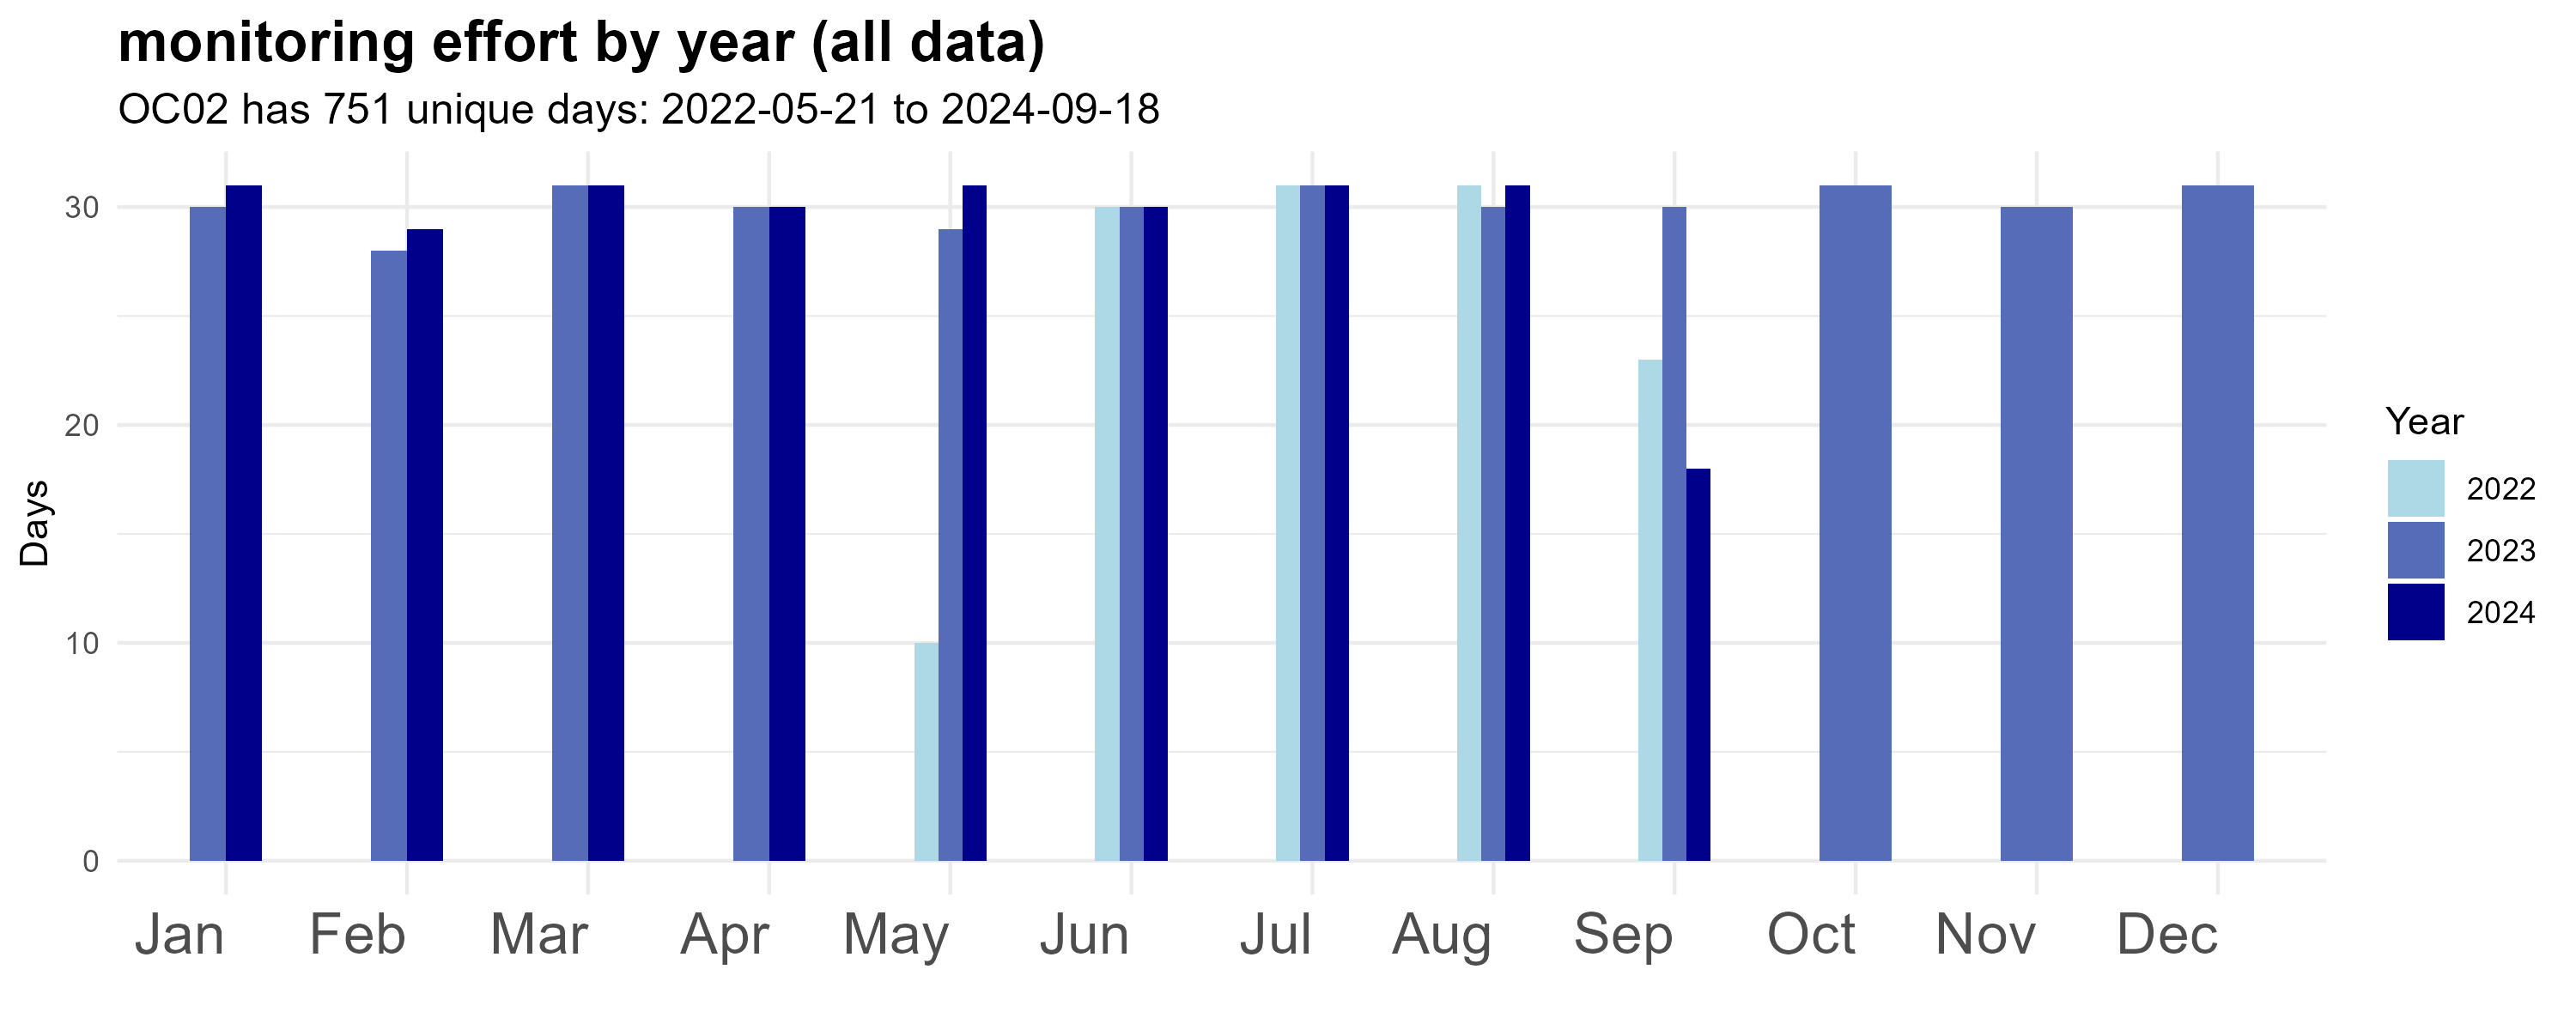 monitoring effort by year (all data)
OC02 has 751 unique days: 2022-05-21 to 2024-09-18
30
20
10
0
Days
Jan Feb Mar Apr May Jun Jul Aug Sep Oct Nov Dec
Year
2022
2023
2024